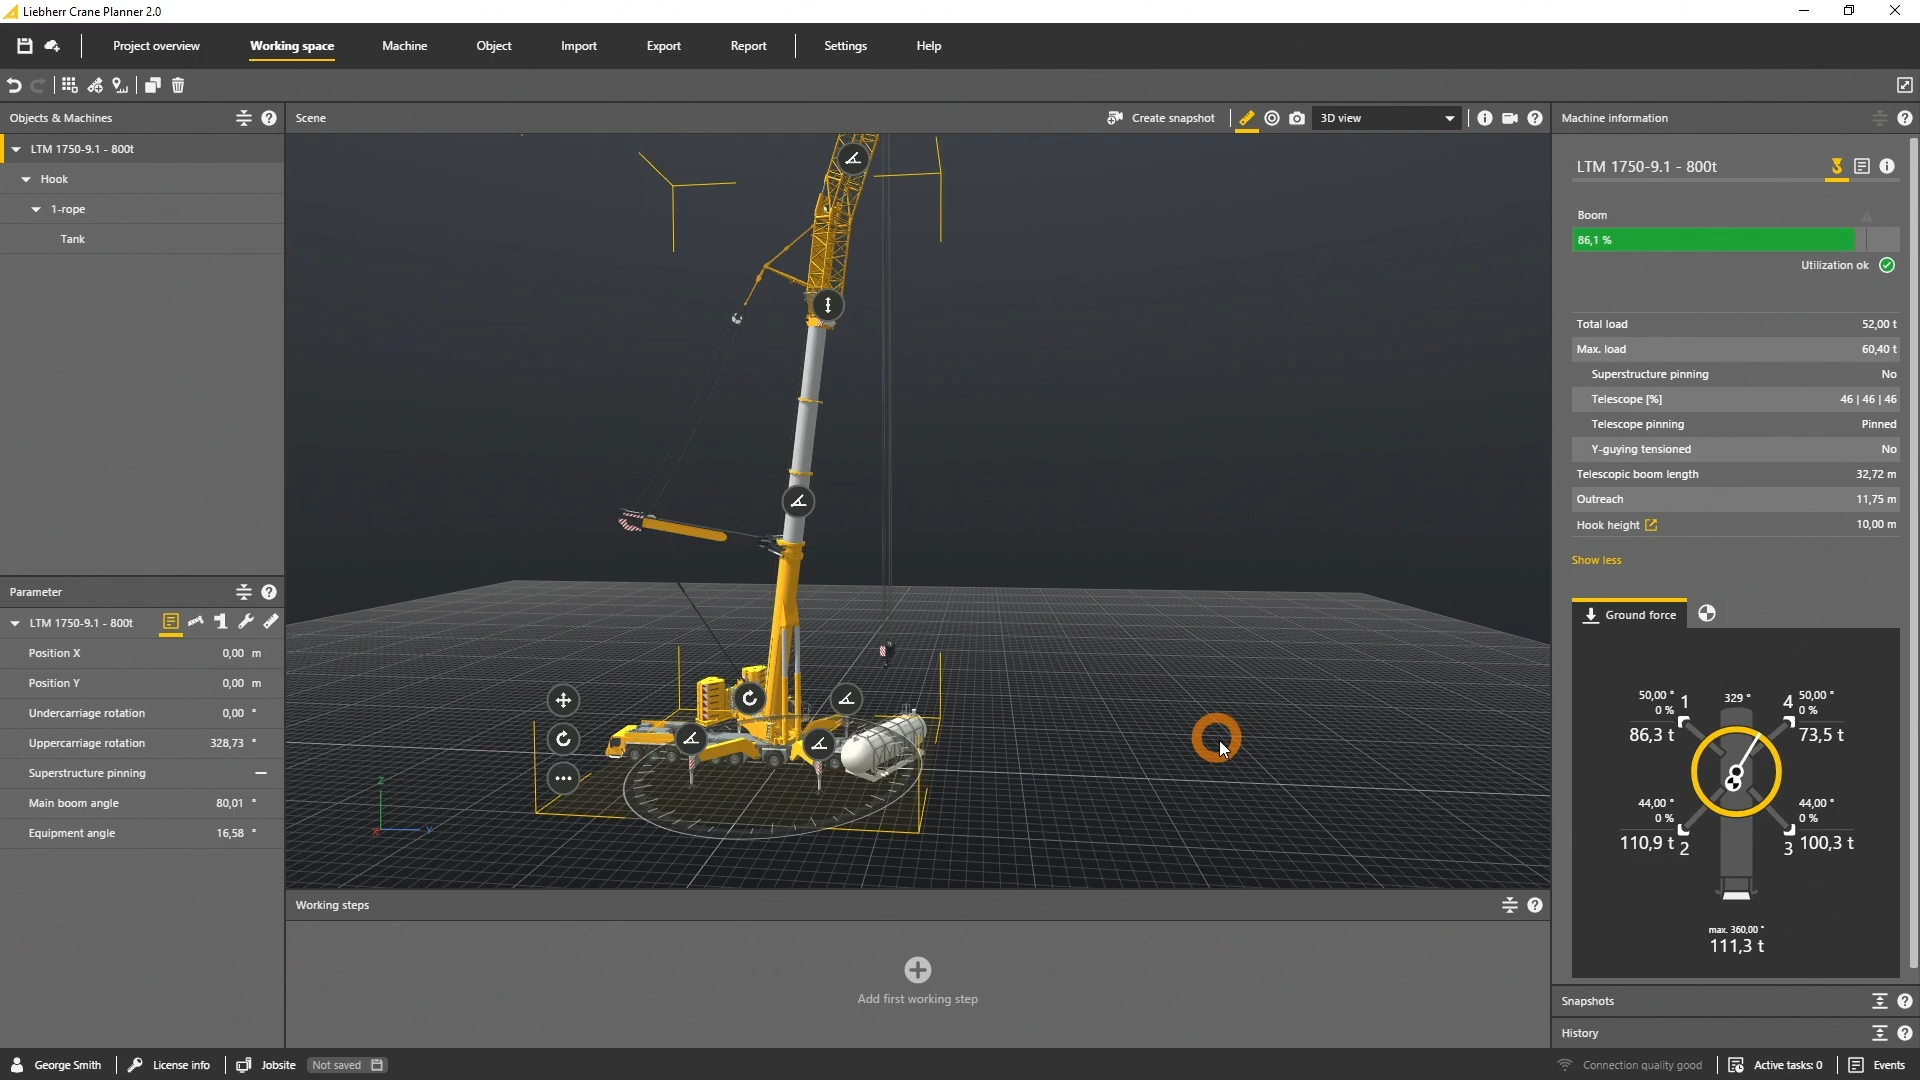 Liebherr Crane Planner 2.0
Project overview
Working space
Machine
Object
Import
Export
Report
Settings
Help
Objects & Machines
LTM 1750-9.1 - 800t
Hook
1-rope
Tank
Parameter
LTM 1750-9.1 - 800t
Position X 0,00 m
Position Y 0,00 m
Undercarriage rotation 0,00 °
Uppercarriage rotation 328,73 °
Superstructure pinning –
Main boom angle 80,01 °
Equipment angle 16,58 °
Scene
Create snapshot
3D view
Z
X
Y
Working steps
Add first working step
Machine information
LTM 1750-9.1 - 800t
Boom
86,1 %
Utilization ok
Total load 52,00 t
Max. load 60,40 t
Superstructure pinning No
Telescope [%] 46 | 46 | 46
Telescope pinning Pinned
Y-guying tensioned No
Telescopic boom length 32,72 m
Outreach 11,75 m
Hook height 10,00 m
Show less
Ground force
50,00 °
0 %
1
86,3 t
329 °
4
50,00 °
0 %
73,5 t
44,00 °
0 %
110,9 t 2
44,00 °
0 %
3 100,3 t
max. 360,00 °
111,3 t
Snapshots
History
George Smith
License info
Jobsite
Not saved
Connection quality good
Active tasks: 0
Events